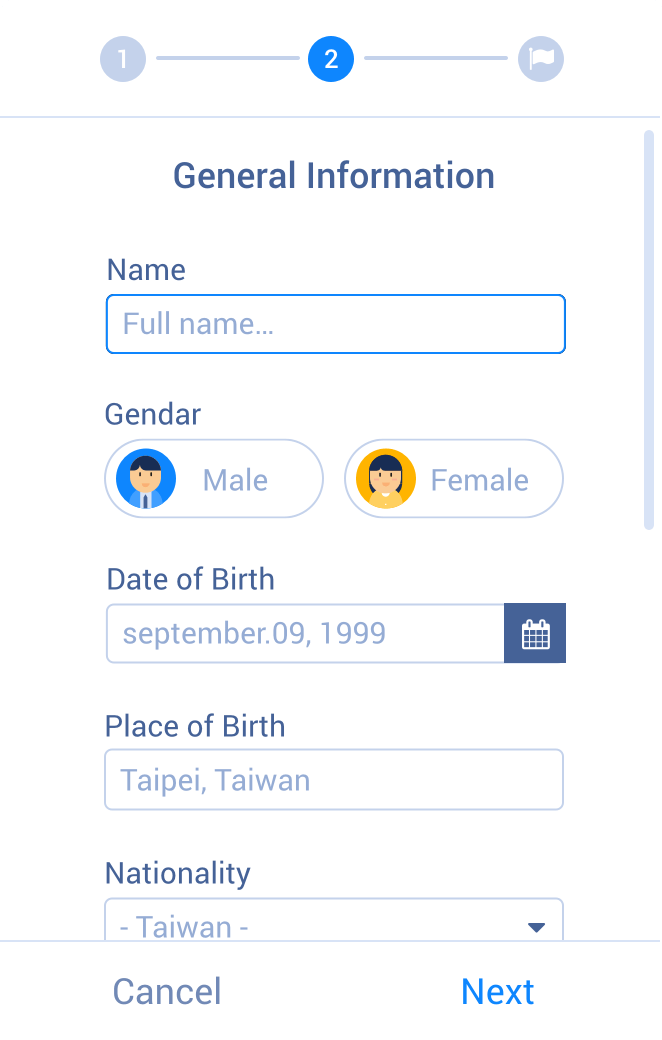 1 2
General Information
Name
Full name...
Gendar
Male Female
Date of Birth
september.09, 1999
Place of Birth
Taipei, Taiwan
Nationality
- Taiwan -
Cancel Next